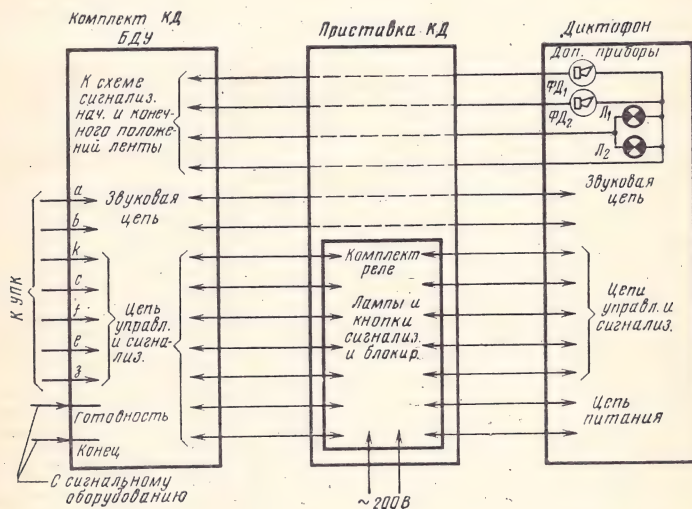 Комплект КД
БДУ
Приставка КД
Диктафон
Доп. приборы
К схеме
сигнализ.
нач. и конеч-
ного положе-
ний ленты
ФД₁
ФД₂
Л₁
Л₂
Звуковая
цепь
Звуковая
цепь
К УПК
a
b
k
c
f
e
з
Цепь
управл.
и сигна-
лиз.
Комплект
реле
Лампы и
кнопки
сигнализ.
и блокир.
Цепи
управл. и
сигнализ.
Цепь
питания
готовность
Конец
С сигнальному
оборудованию
~200В